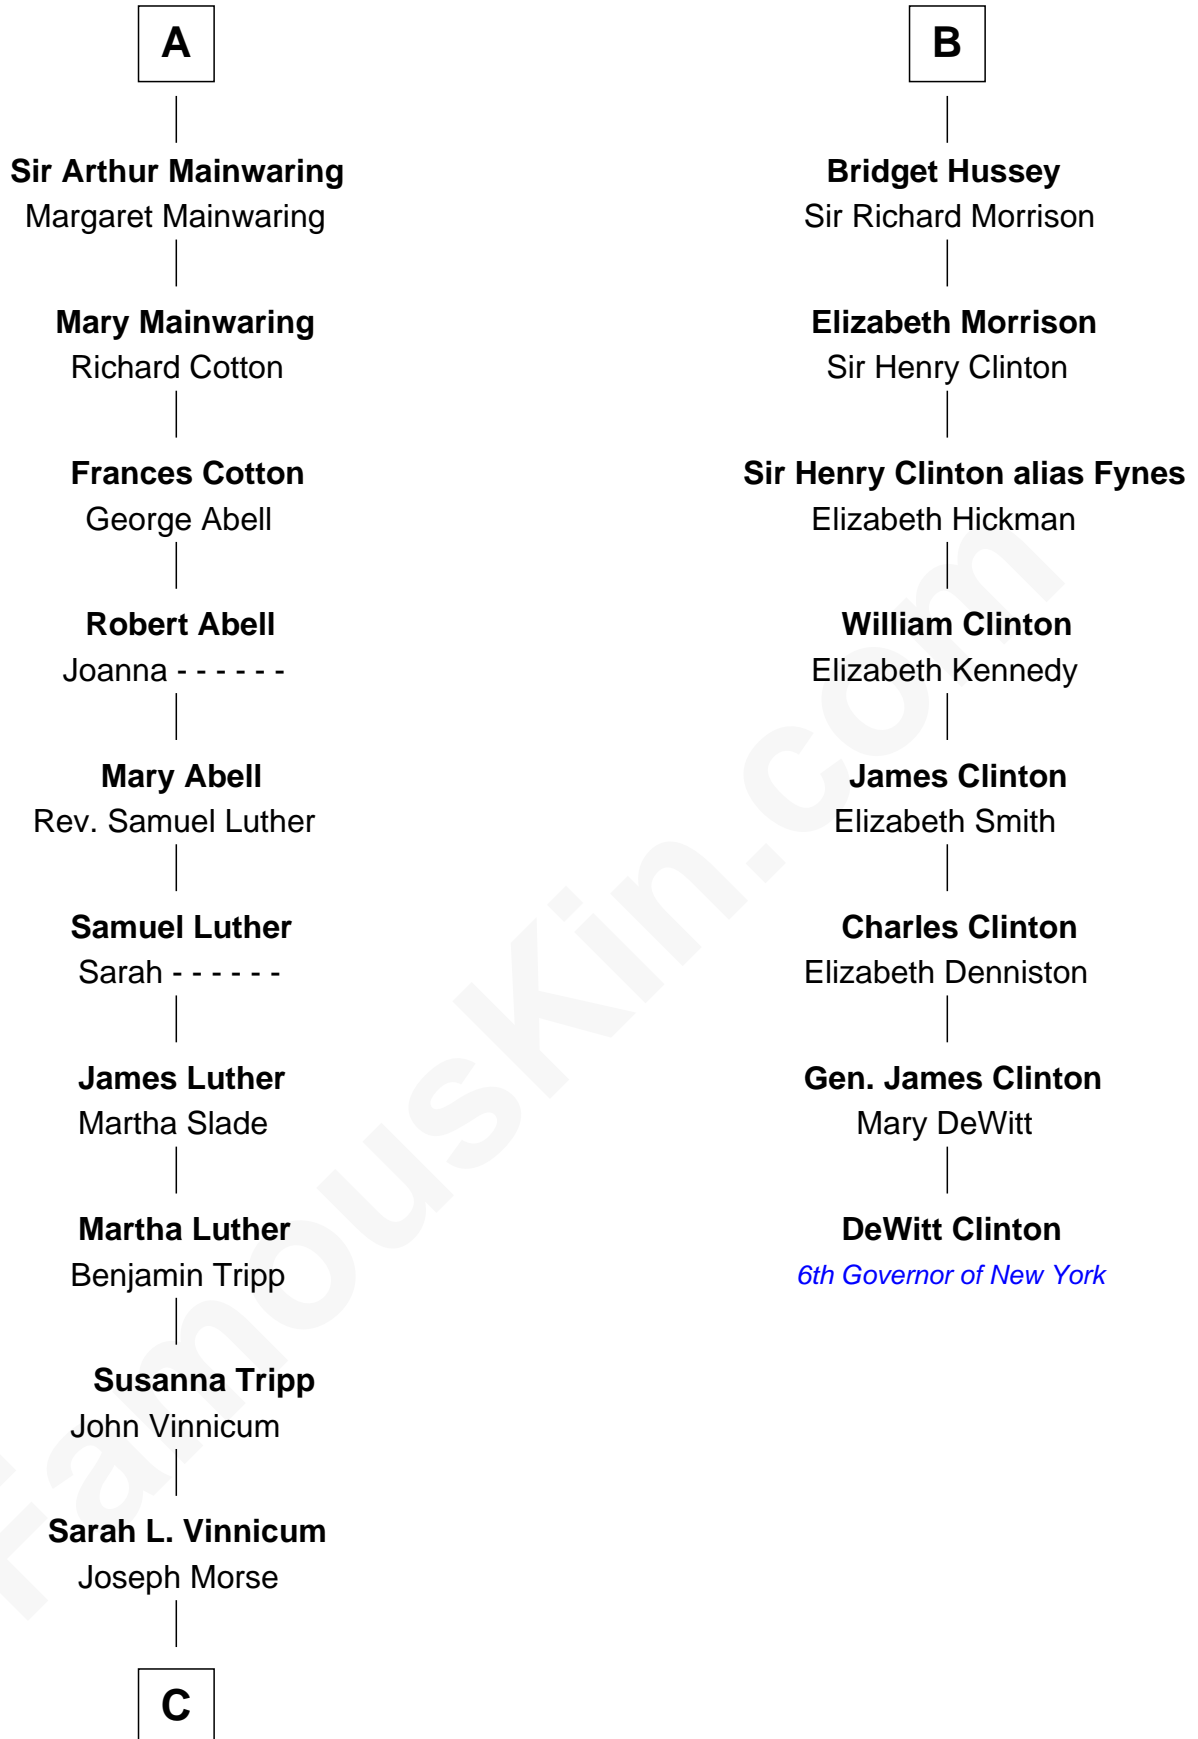 A
Sir Arthur Mainwaring
Margaret Mainwaring
Mary Mainwaring
Richard Cotton
Frances Cotton
George Abell
Robert Abell
Joanna - - - - - -
Mary Abell
Rev. Samuel Luther
Samuel Luther
Sarah - - - - - -
James Luther
Martha Slade
Martha Luther
Benjamin Tripp
Susanna Tripp
John Vinnicum
Sarah L. Vinnicum
Joseph Morse
C
B
Bridget Hussey
Sir Richard Morrison
Elizabeth Morrison
Sir Henry Clinton
Sir Henry Clinton alias Fynes
Elizabeth Hickman
William Clinton
Elizabeth Kennedy
James Clinton
Elizabeth Smith
Charles Clinton
Elizabeth Denniston
Gen. James Clinton
Mary DeWitt
DeWitt Clinton
6th Governor of New York
FamousKin.com